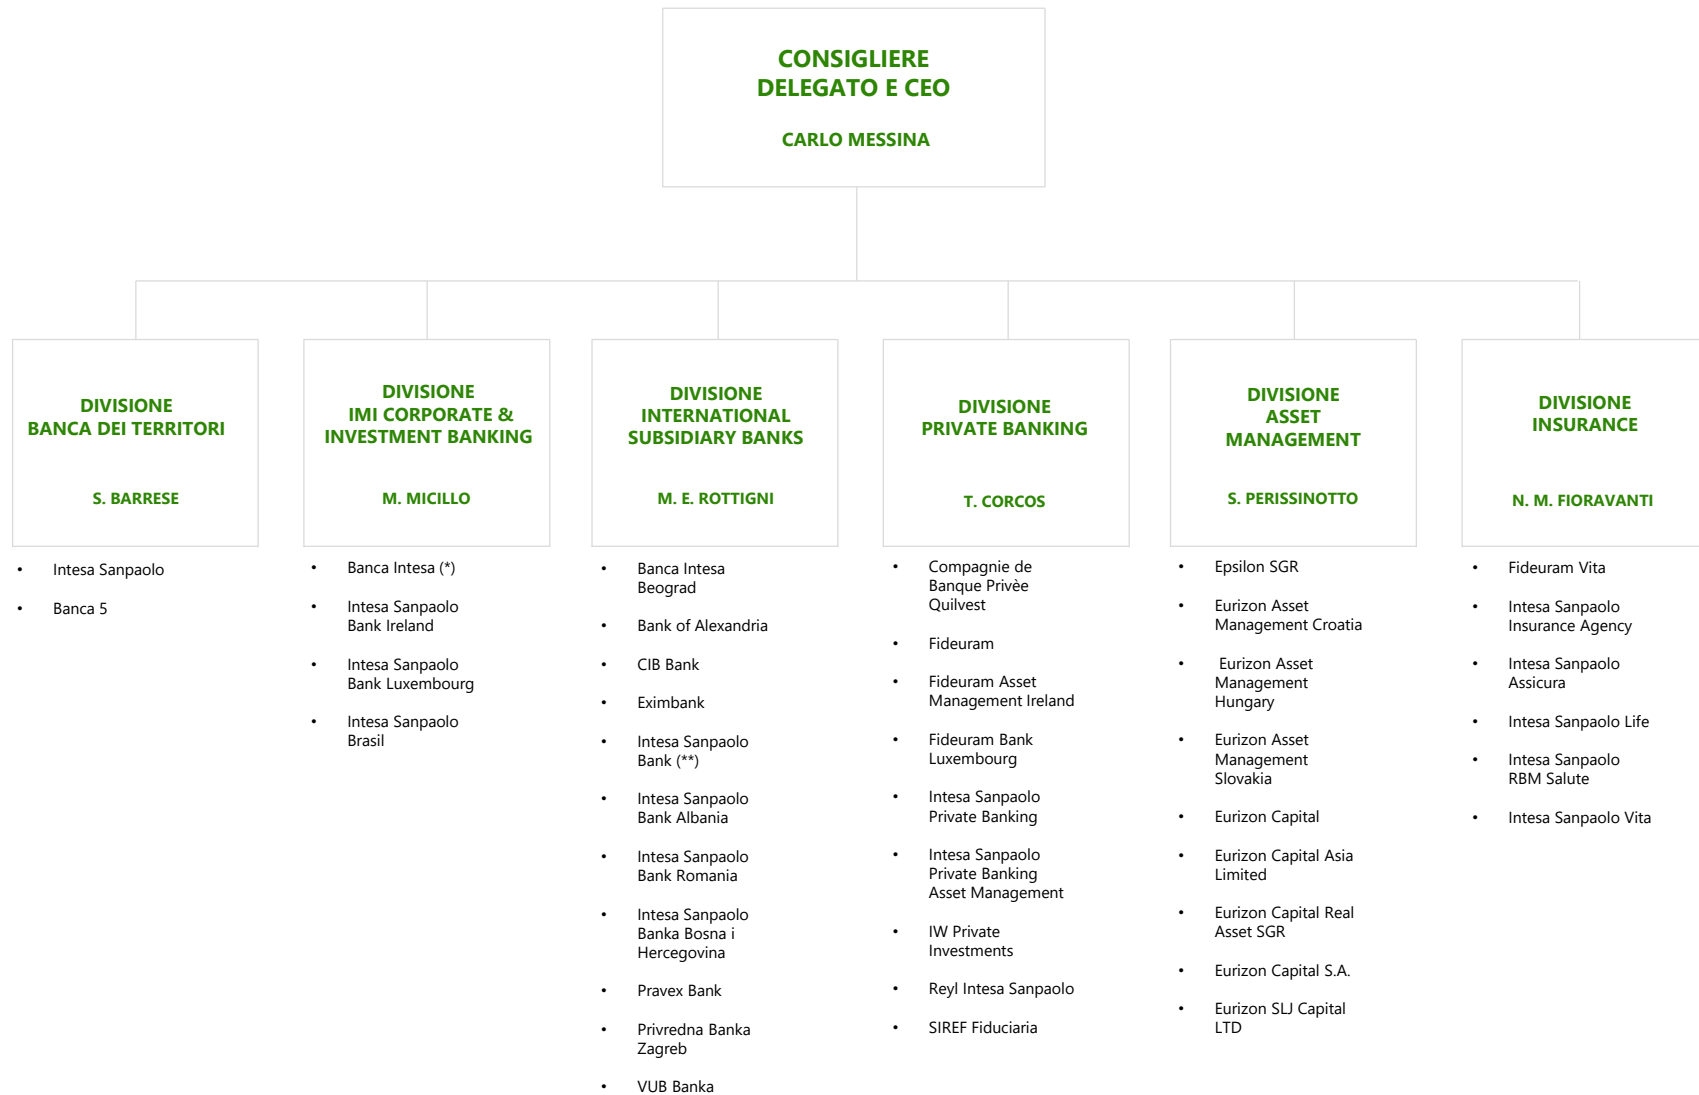 CONSIGLIERE
DELEGATO E CEO
CARLO MESSINA
DIVISIONE
BANCA DEI TERRITORI
S. BARRESE
• Intesa Sanpaolo
• Banca 5
DIVISIONE
IMI CORPORATE &
INVESTMENT BANKING
M. MICILLO
• Banca Intesa (*)
• Intesa Sanpaolo
Bank Ireland
• Intesa Sanpaolo
Bank Luxembourg
• Intesa Sanpaolo
Brasil
DIVISIONE
INTERNATIONAL
SUBSIDIARY BANKS
M. E. ROTTIGNI
• Banca Intesa
Beograd
• Bank of Alexandria
• CIB Bank
• Eximbank
• Intesa Sanpaolo
Bank (**)
• Intesa Sanpaolo
Bank Albania
• Intesa Sanpaolo
Bank Romania
• Intesa Sanpaolo
Banka Bosna i
Hercegovina
• Pravex Bank
• Privredna Banka
Zagreb
• VUB Banka
DIVISIONE
PRIVATE BANKING
T. CORCOS
• Compagnie de
Banque Privèe
Quilvest
• Fideuram
• Fideuram Asset
Management Ireland
• Fideuram Bank
Luxembourg
• Intesa Sanpaolo
Private Banking
• Intesa Sanpaolo
Private Banking
Asset Management
• IW Private
Investments
• Reyl Intesa Sanpaolo
• SIREF Fiduciaria
DIVISIONE
ASSET
MANAGEMENT
S. PERISSINOTTO
• Epsilon SGR
• Eurizon Asset
Management Croatia
• Eurizon Asset
Management
Hungary
• Eurizon Asset
Management
Slovakia
• Eurizon Capital
• Eurizon Capital Asia
Limited
• Eurizon Capital Real
Asset SGR
• Eurizon Capital S.A.
• Eurizon SLJ Capital
LTD
DIVISIONE
INSURANCE
N. M. FIORAVANTI
• Fideuram Vita
• Intesa Sanpaolo
Insurance Agency
• Intesa Sanpaolo
Assicura
• Intesa Sanpaolo Life
• Intesa Sanpaolo
RBM Salute
• Intesa Sanpaolo Vita